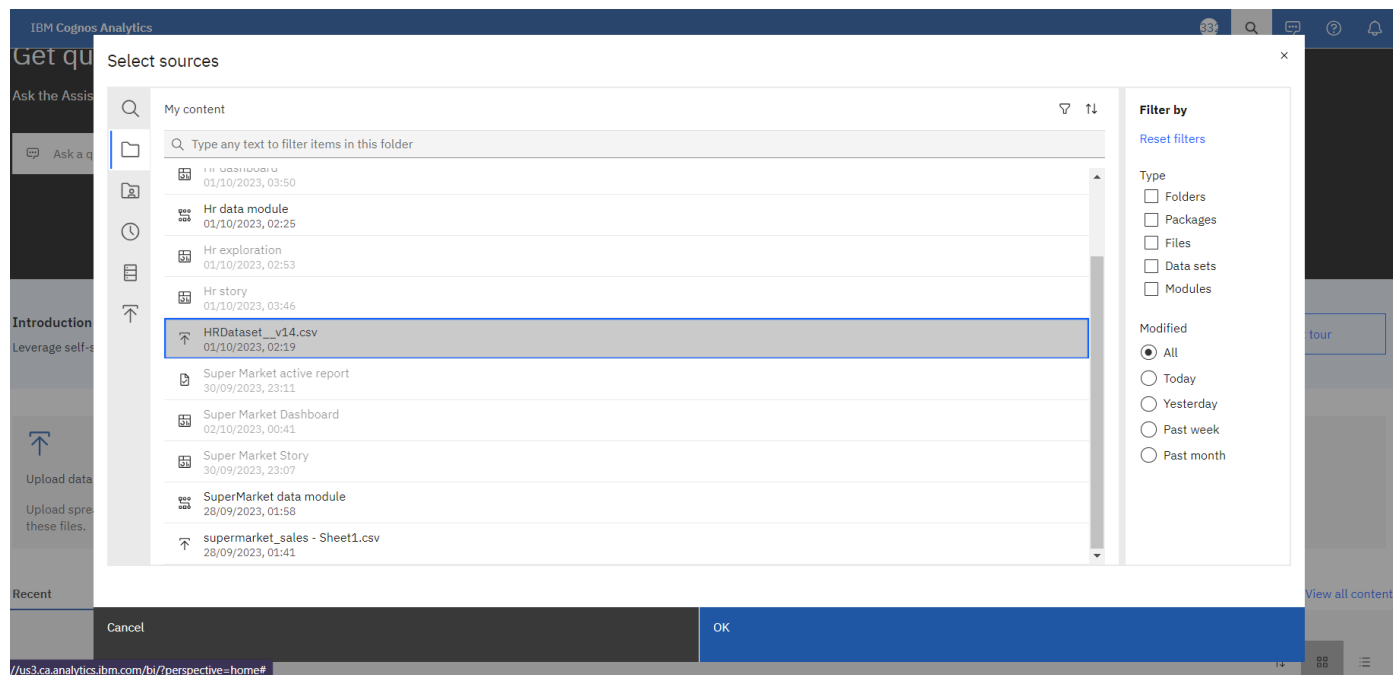 IBM Cognos Analytics
333
Get qu
Ask the Assis
Ask a q
Introduction
Leverage self-s
tour
Upload data
Upload spre
these files.
Recent
View all content
Select sources
My content
Type any text to filter items in this folder
Hr dashboard
01/10/2023, 03:50
Hr data module
01/10/2023, 02:25
Hr exploration
01/10/2023, 02:53
Hr story
01/10/2023, 03:46
HRDataset__v14.csv
01/10/2023, 02:19
Super Market active report
30/09/2023, 23:11
Super Market Dashboard
02/10/2023, 00:41
Super Market Story
30/09/2023, 23:07
SuperMarket data module
28/09/2023, 01:58
supermarket_sales - Sheet1.csv
28/09/2023, 01:41
Filter by
Reset filters
Type
Folders
Packages
Files
Data sets
Modules
Modified
All
Today
Yesterday
Past week
Past month
Cancel
OK
//us3.ca.analytics.ibm.com/bi/?perspective=home#